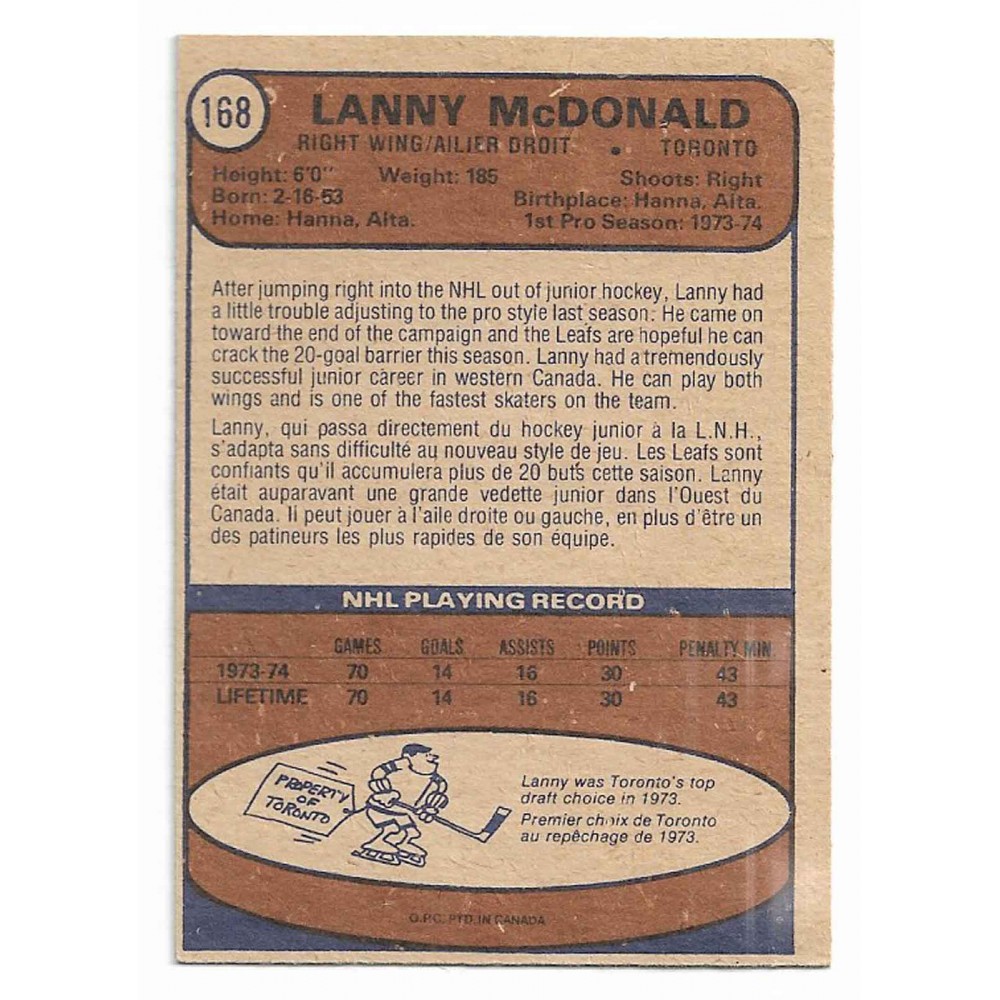 168
LANNY McDONALD
RIGHT WING/AILIER DROIT • TORONTO
Height: 6'0" Weight: 185 Shoots: Right
Born: 2-16-53 Birthplace: Hanna, Alta.
Home: Hanna, Alta. 1st Pro Season: 1973-74
After jumping right into the NHL out of junior hockey, Lanny had
a little trouble adjusting to the pro style last season. He came on
toward the end of the campaign and the Leafs are hopeful he can
crack the 20-goal barrier this season. Lanny had a tremendously
successful junior career in western Canada. He can play both
wings and is one of the fastest skaters on the team.
Lanny, qui passa directement du hockey junior à la L.N.H.,
s'adapta sans difficulté au nouveau style de jeu. Les Leafs sont
confiants qu'il accumulera plus de 20 buts cette saison. Lanny
était auparavant une grande vedette junior dans l'Ouest du
Canada. Il peut jouer à l'aile droite ou gauche, en plus d'être un
des patineurs les plus rapides de son équipe.
NHL PLAYING RECORD
GAMES GOALS ASSISTS POINTS PENALTY MIN.
1973-74 70 14 16 30 43
LIFETIME 70 14 16 30 43
PROPERTY
OF
TORONTO
Lanny was Toronto's top
draft choice in 1973.
Premier choix de Toronto
au repêchage de 1973.
O.P.C. PTD. IN CANADA